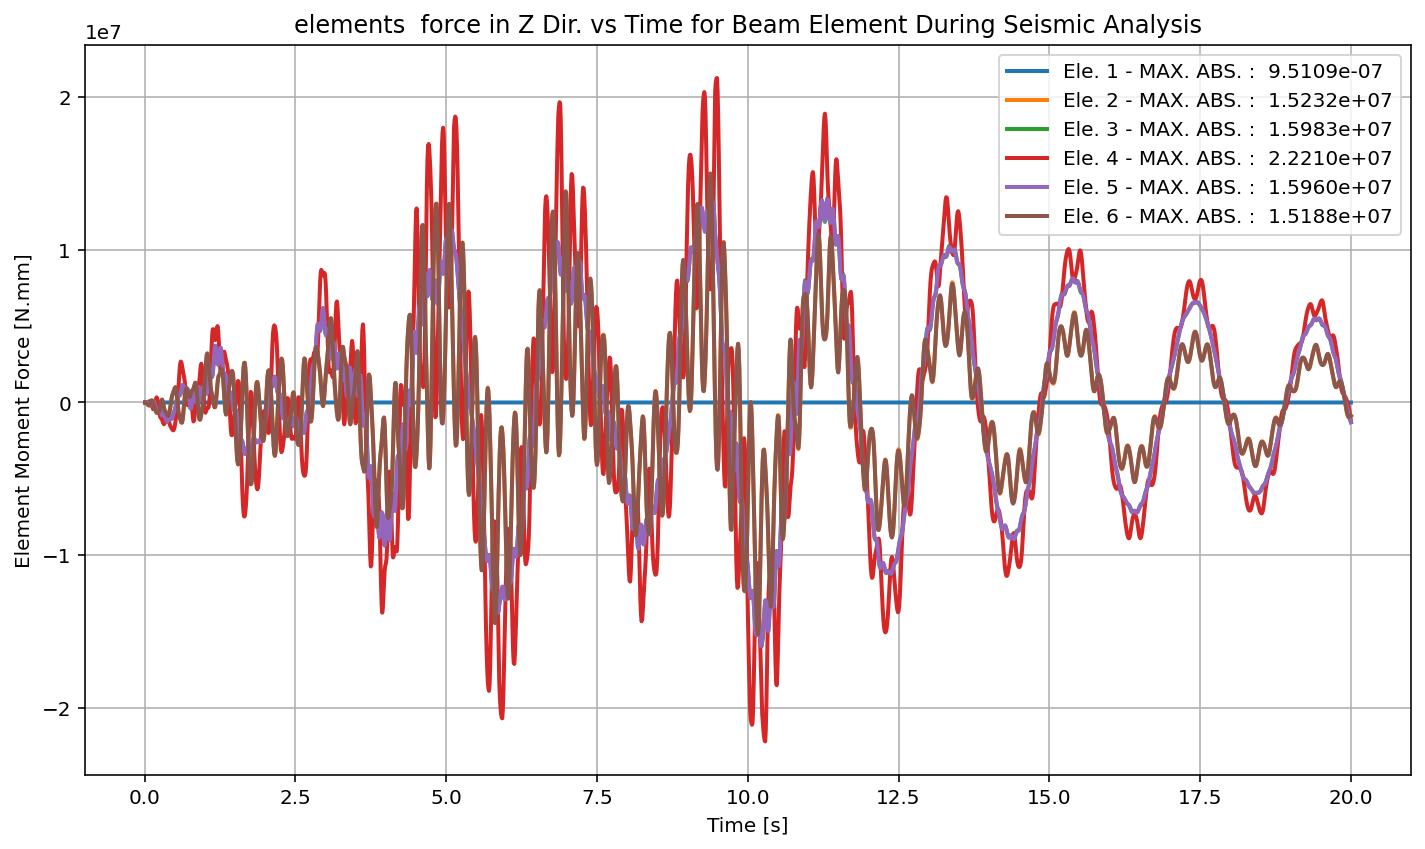 elements  force in Z Dir. vs Time for Beam Element During Seismic Analysis
1e7
Ele. 1 - MAX. ABS. :  9.5109e-07
Ele. 2 - MAX. ABS. :  1.5232e+07
Ele. 3 - MAX. ABS. :  1.5983e+07
Ele. 4 - MAX. ABS. :  2.2210e+07
Ele. 5 - MAX. ABS. :  1.5960e+07
Ele. 6 - MAX. ABS. :  1.5188e+07
Element Moment Force [N.mm]
2
1
0
−1
−2
0.0 2.5 5.0 7.5 10.0 12.5 15.0 17.5 20.0
Time [s]